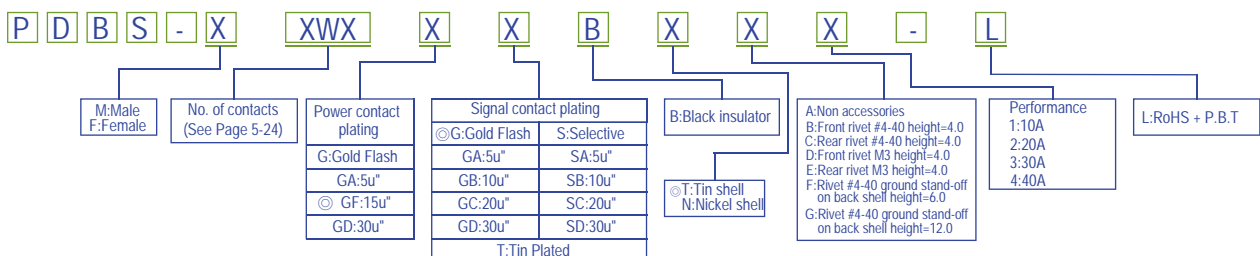 PDBS-X XWX X X B X X X - L
M:Male
F:Female
No. of contacts
(See Page 5-24)
Power contact
plating
G:Gold Flash
GA:5u"
◎ GF:15u"
GD:30u"
Signal contact plating
◎G:Gold Flash S:Selective
GA:5u" SA:5u"
GB:10u" SB:10u"
GC:20u" SC:20u"
GD:30u" SD:30u"
T:Tin Plated
B:Black insulator
◎T:Tin shell
N:Nickel shell
A:Non accessories
B:Front rivet #4-40 height=4.0
C:Rear rivet #4-40 height=4.0
D:Front rivet M3 height=4.0
E:Rear rivet M3 height=4.0
F:Rivet #4-40 ground stand-off
on back shell height=6.0
G:Rivet #4-40 ground stand-off
on back shell height=12.0
Performance
1:10A
2:20A
3:30A
4:40A
L:RoHS + P.B.T